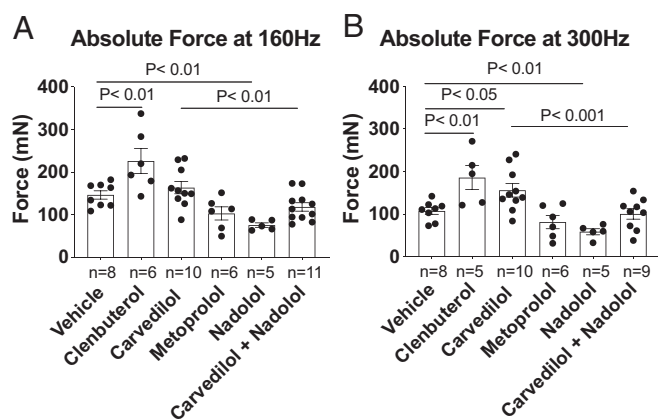 A
Absolute Force at 160Hz
P< 0.01
P< 0.01
P< 0.01
Force (mN)
400
300
200
100
0
n=8
n=6
n=10
n=6
n=5
n=11
Vehicle
Clenbuterol
Carvedilol
Metoprolol
Nadolol
Carvedilol + Nadolol
B
Absolute Force at 300Hz
P< 0.01
P< 0.05
P< 0.01
P< 0.001
Force (mN)
400
300
200
100
0
n=8
n=5
n=10
n=6
n=5
n=9
Vehicle
Clenbuterol
Carvedilol
Metoprolol
Nadolol
Carvedilol + Nadolol